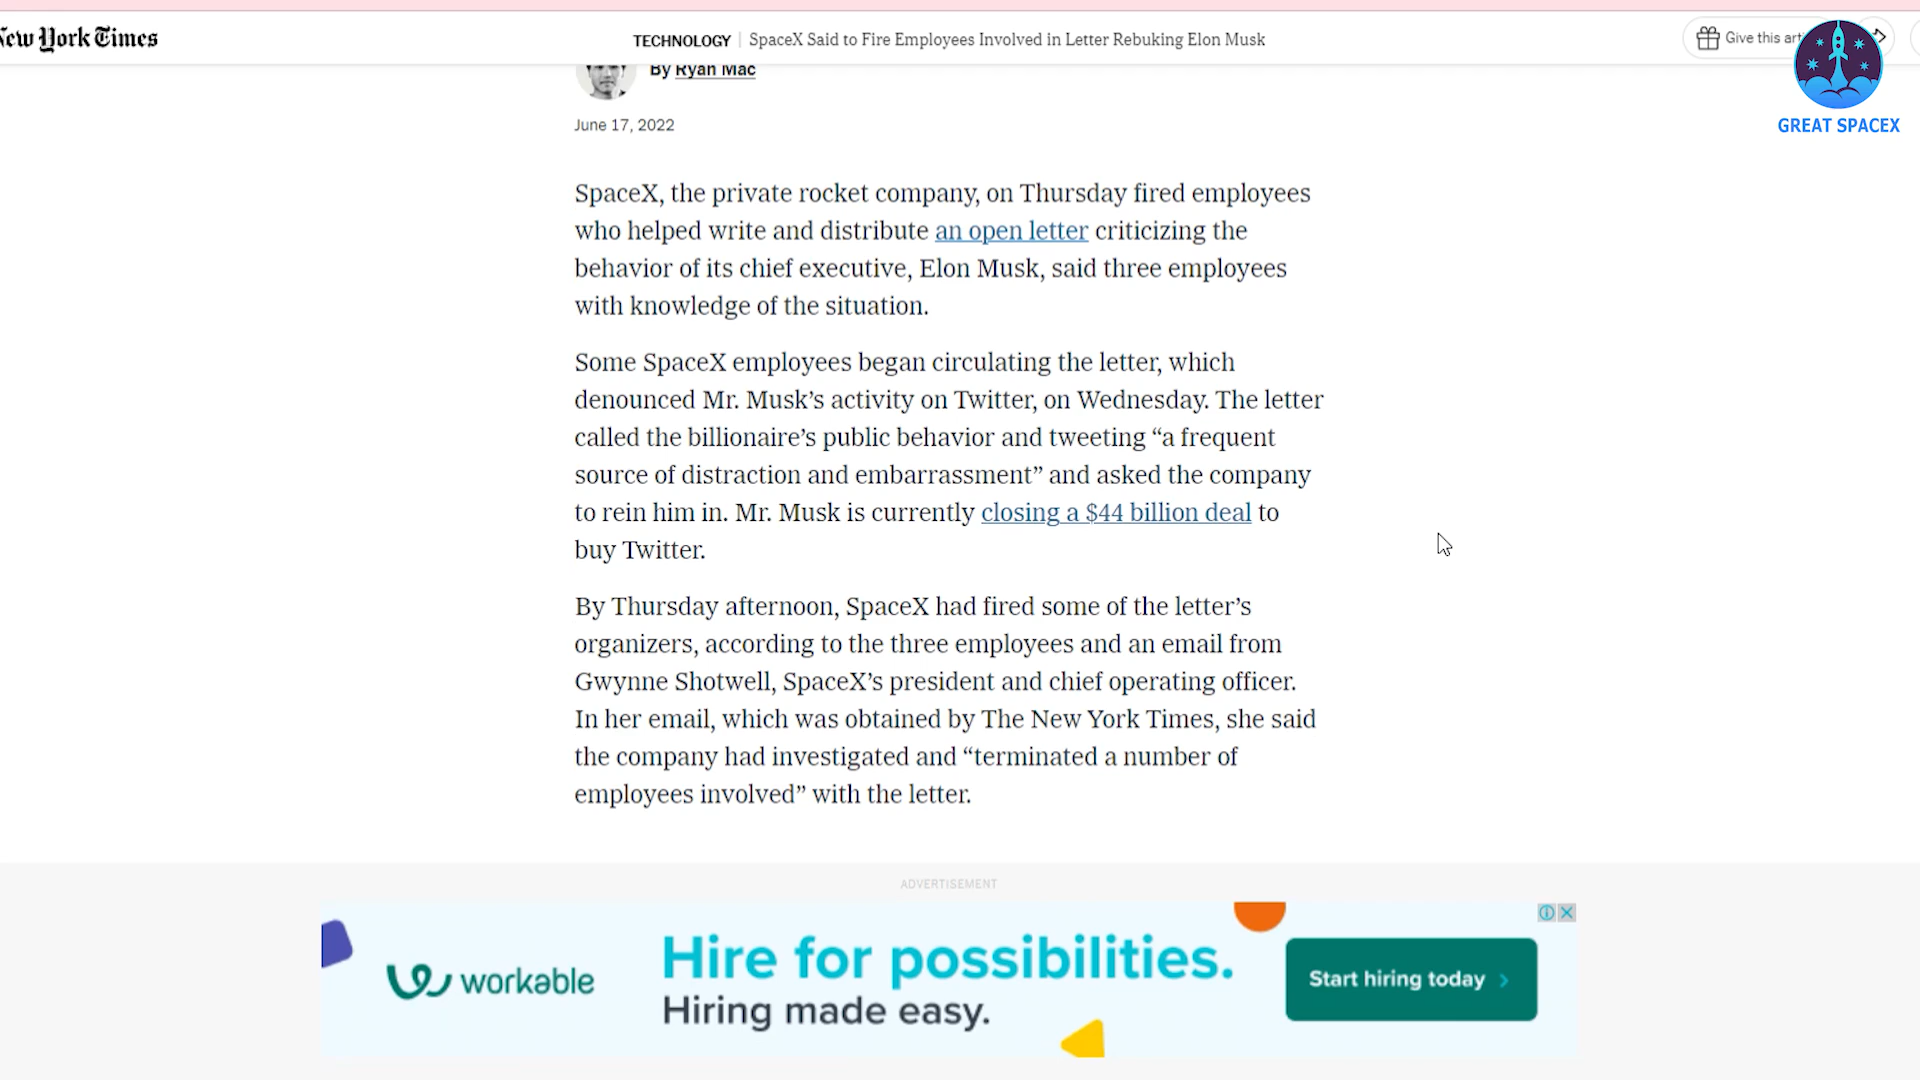 New York Times
TECHNOLOGY | SpaceX Said to Fire Employees Involved in Letter Rebuking Elon Musk
Give this
GREAT SPACEX
By Ryan Mac
June 17, 2022
SpaceX, the private rocket company, on Thursday fired employees
who helped write and distribute an open letter criticizing the
behavior of its chief executive, Elon Musk, said three employees
with knowledge of the situation.
Some SpaceX employees began circulating the letter, which
denounced Mr. Musk’s activity on Twitter, on Wednesday. The letter
called the billionaire’s public behavior and tweeting “a frequent
source of distraction and embarrassment” and asked the company
to rein him in. Mr. Musk is currently closing a $44 billion deal to
buy Twitter.
By Thursday afternoon, SpaceX had fired some of the letter’s
organizers, according to the three employees and an email from
Gwynne Shotwell, SpaceX’s president and chief operating officer.
In her email, which was obtained by The New York Times, she said
the company had investigated and “terminated a number of
employees involved” with the letter.
ADVERTISEMENT
workable
Hire for possibilities.
Hiring made easy.
Start hiring today